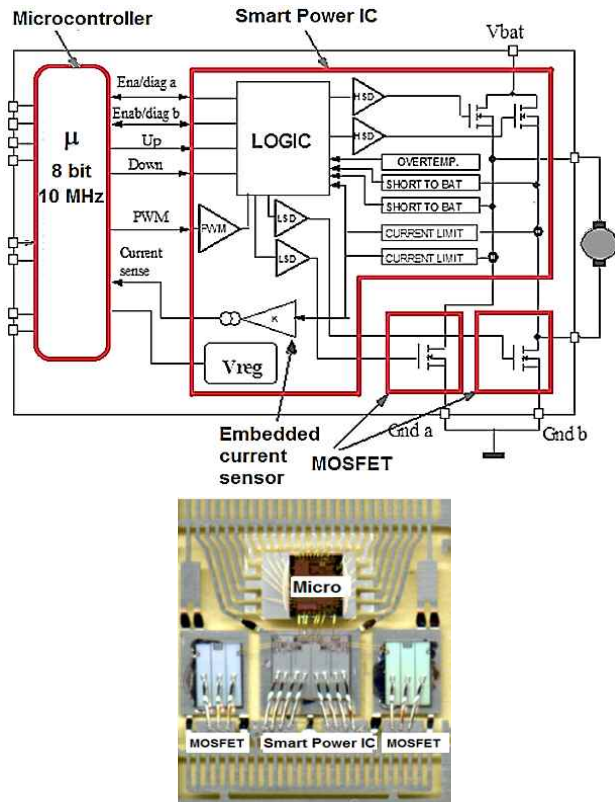 Microcontroller
Smart Power IC
Vbat
Ena/diag a
Enab/diag b
Up
Down
PWM
Current
sense
μ
8 bit
10 MHz
LOGIC
HSD
HSD
OVERTEMP.
SHORT TO BAT
SHORT TO BAT
CURRENT LIMIT
CURRENT LIMIT
PWM
LSD
LSD
K
Vreg
Embedded
current
sensor
MOSFET
Gnd a
Gnd b
Micro
MOSFET
Smart Power IC
MOSFET